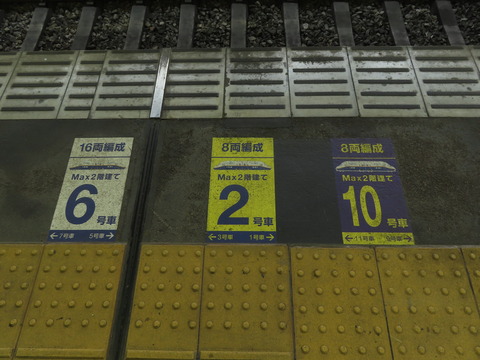 16両編成
Max2階建て
6号車
←7号車 5号車→
8両編成
Max2階建て
2号車
←3号車 1号車→
8両編成
Max2階建て
10号車
←11号車 9号車→